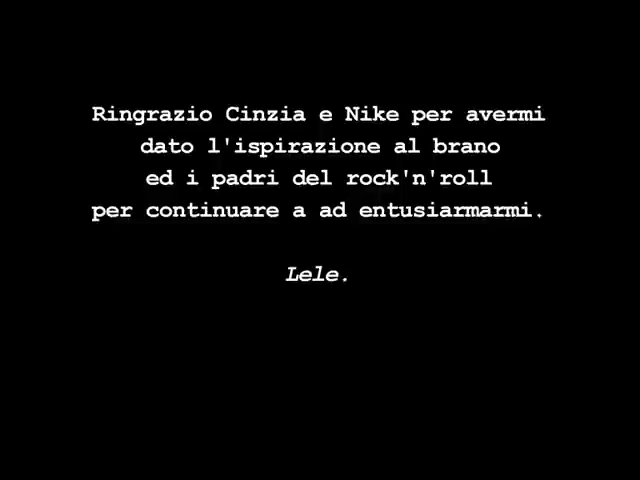 Ringrazio Cinzia e Nike per avermi
dato l'ispirazione al brano
ed i padri del rock'n'roll
per continuare a ad entusiarmarmi.
Lele.